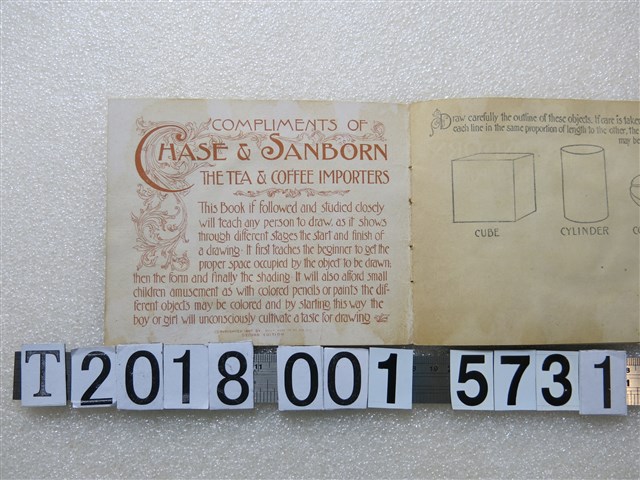 COMPLIMENTS OF
CHASE & SANBORN
THE TEA & COFFEE IMPORTERS
This Book if followed and studied closely
will teach any person to draw, as it shows
through different stages the start and finish of
a drawing. It first teaches the beginner to get the
proper space occupied by the object to be drawn;
then the form and finally the shading. It will also afford small
children amusement as with colored pencils or paints the dif-
ferent objects may be colored and by starting this way the
boy or girl will unconsciously cultivate a taste for drawing.
Draw carefully the outline of these objects. If care is take
each line in the same proportion of length to the other, the
may be
CUBE
CYLINDER
CO
T2018 001 5731